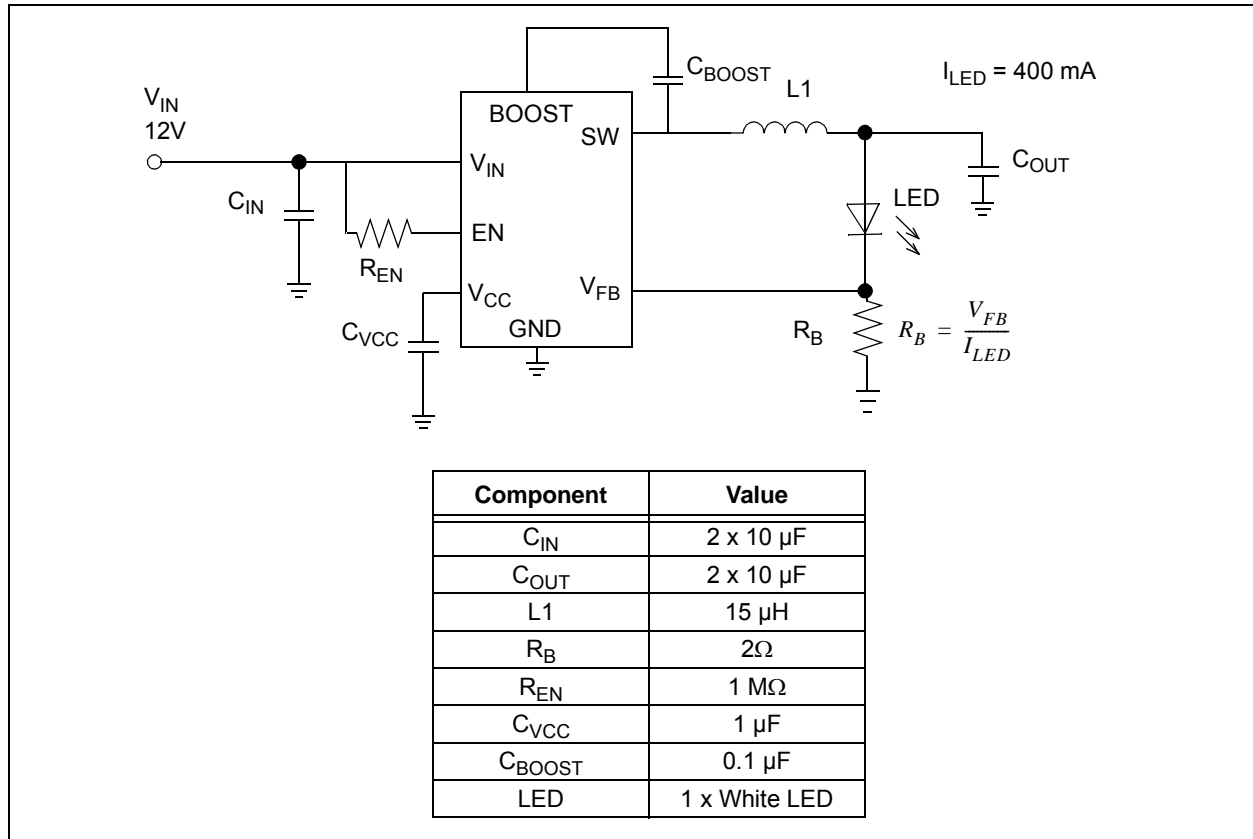 V_IN
12V
C_IN
R_EN
C_VCC
BOOST
V_IN
EN
V_CC
GND
SW
V_FB
C_BOOST
L1
I_LED = 400 mA
C_OUT
LED
R_B
R_B = V_FB / I_LED
Component Value
C_IN 2 x 10 µF
C_OUT 2 x 10 µF
L1 15 µH
R_B 2Ω
R_EN 1 MΩ
C_VCC 1 µF
C_BOOST 0.1 µF
LED 1 x White LED